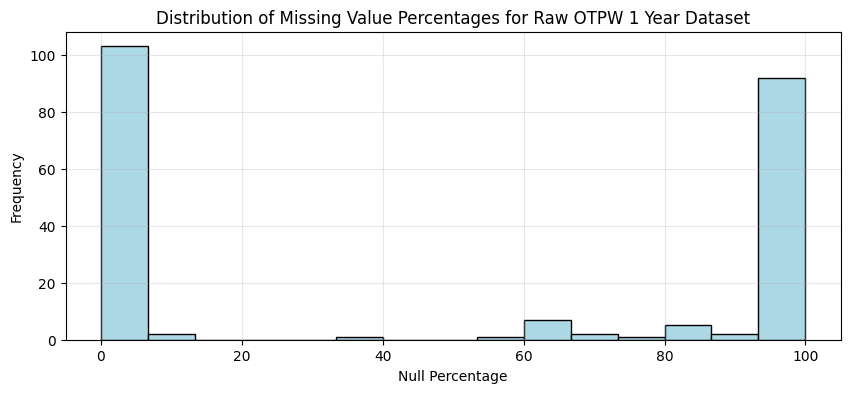 Distribution of Missing Value Percentages for Raw OTPW 1 Year Dataset
100
80
60
40
20
0
Frequency
0 20 40 60 80 100
Null Percentage